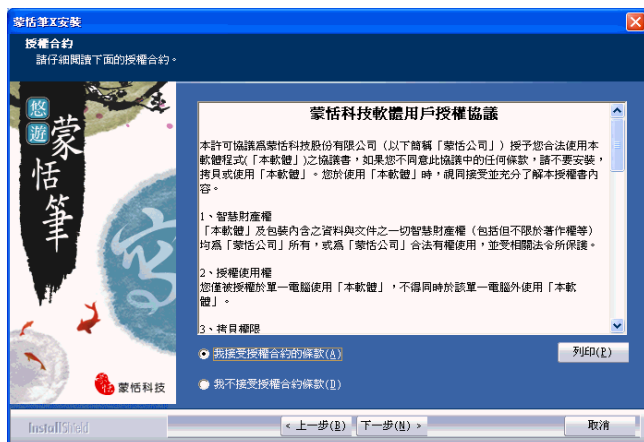 蒙恬筆X安裝
授權合約
請仔細閱讀下面的授權合約。
悠遊
蒙恬筆
寫
蒙恬科技
蒙恬科技軟體用戶授權協議
本許可協議為蒙恬科技股份有限公司（以下簡稱「蒙恬公司」）授予您合法使用本
軟體程式(「本軟體」)之協議書，如果您不同意此協議中的任何條款，請不要安裝，
拷貝或使用「本軟體」。您於使用「本軟體」時，視同接受並充分了解本授權書內
容。
1、智慧財產權
「本軟體」及包裝內含之資料與文件之一切智慧財產權（包括但不限於著作權等）
均為「蒙恬公司」所有，或為「蒙恬公司」合法有權使用，並受相關法令所保護。
2、授權使用權
您僅被授權於單一電腦使用「本軟體」，不得同時於該單一電腦外使用「本軟
體」。
3、拷貝權限
我接受授權合約的條款(A)
列印(P)
我不接受授權合約條款(D)
InstallShield
< 上一步(B)
下一步(N) >
取消